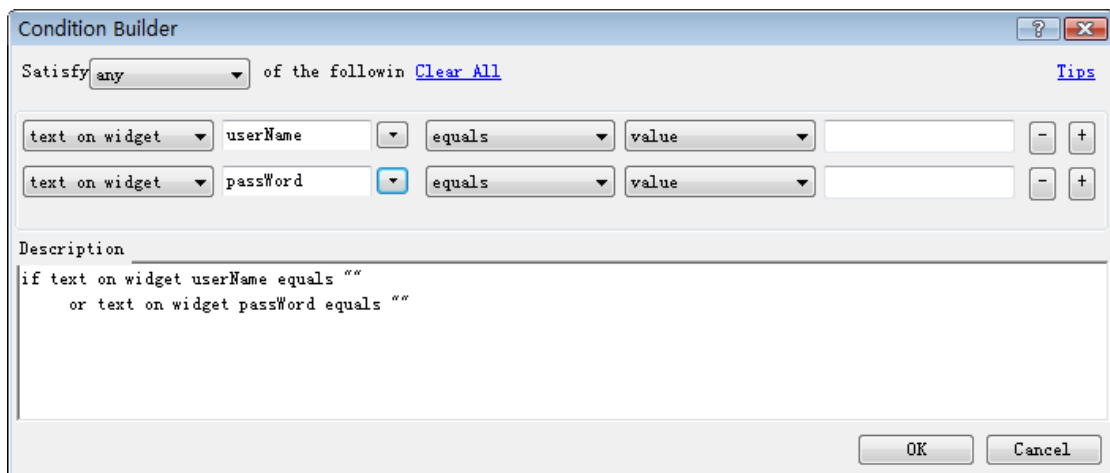 Condition Builder
Satisfy any of the followin Clear All Tips
text on widget userName equals value - +
text on widget passWord equals value - +
Description
if text on widget userName equals ""
or text on widget passWord equals ""
OK Cancel